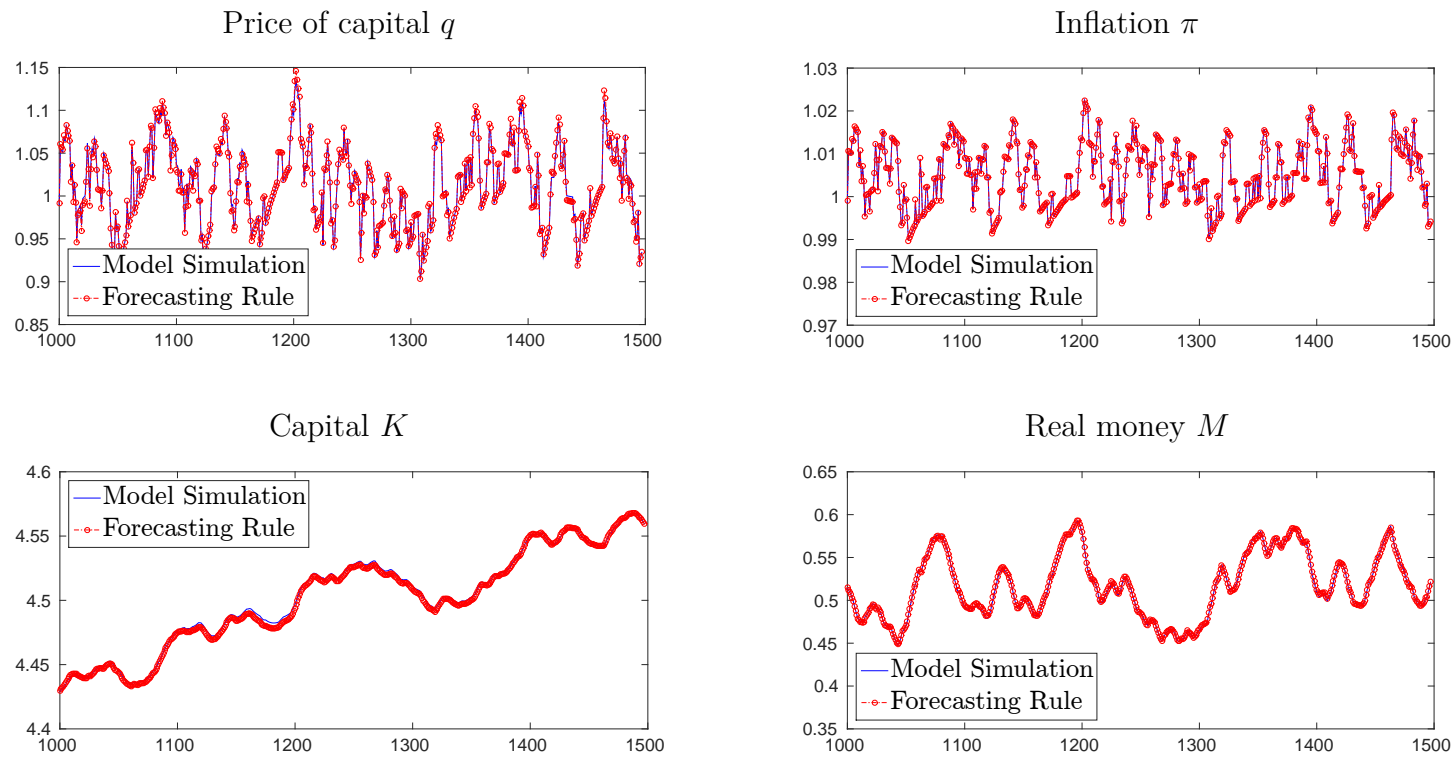 Price of capital q
1.15
1.1
1.05
1
0.95
0.9
0.85
Model Simulation
Forecasting Rule
1000 1100 1200 1300 1400 1500
Inflation π
1.03
1.02
1.01
1
0.99
0.98
0.97
Model Simulation
Forecasting Rule
1000 1100 1200 1300 1400 1500
Capital K
4.6
4.55
4.5
4.45
4.4
Model Simulation
Forecasting Rule
1000 1100 1200 1300 1400 1500
Real money M
0.65
0.6
0.55
0.5
0.45
0.4
0.35
Model Simulation
Forecasting Rule
1000 1100 1200 1300 1400 1500